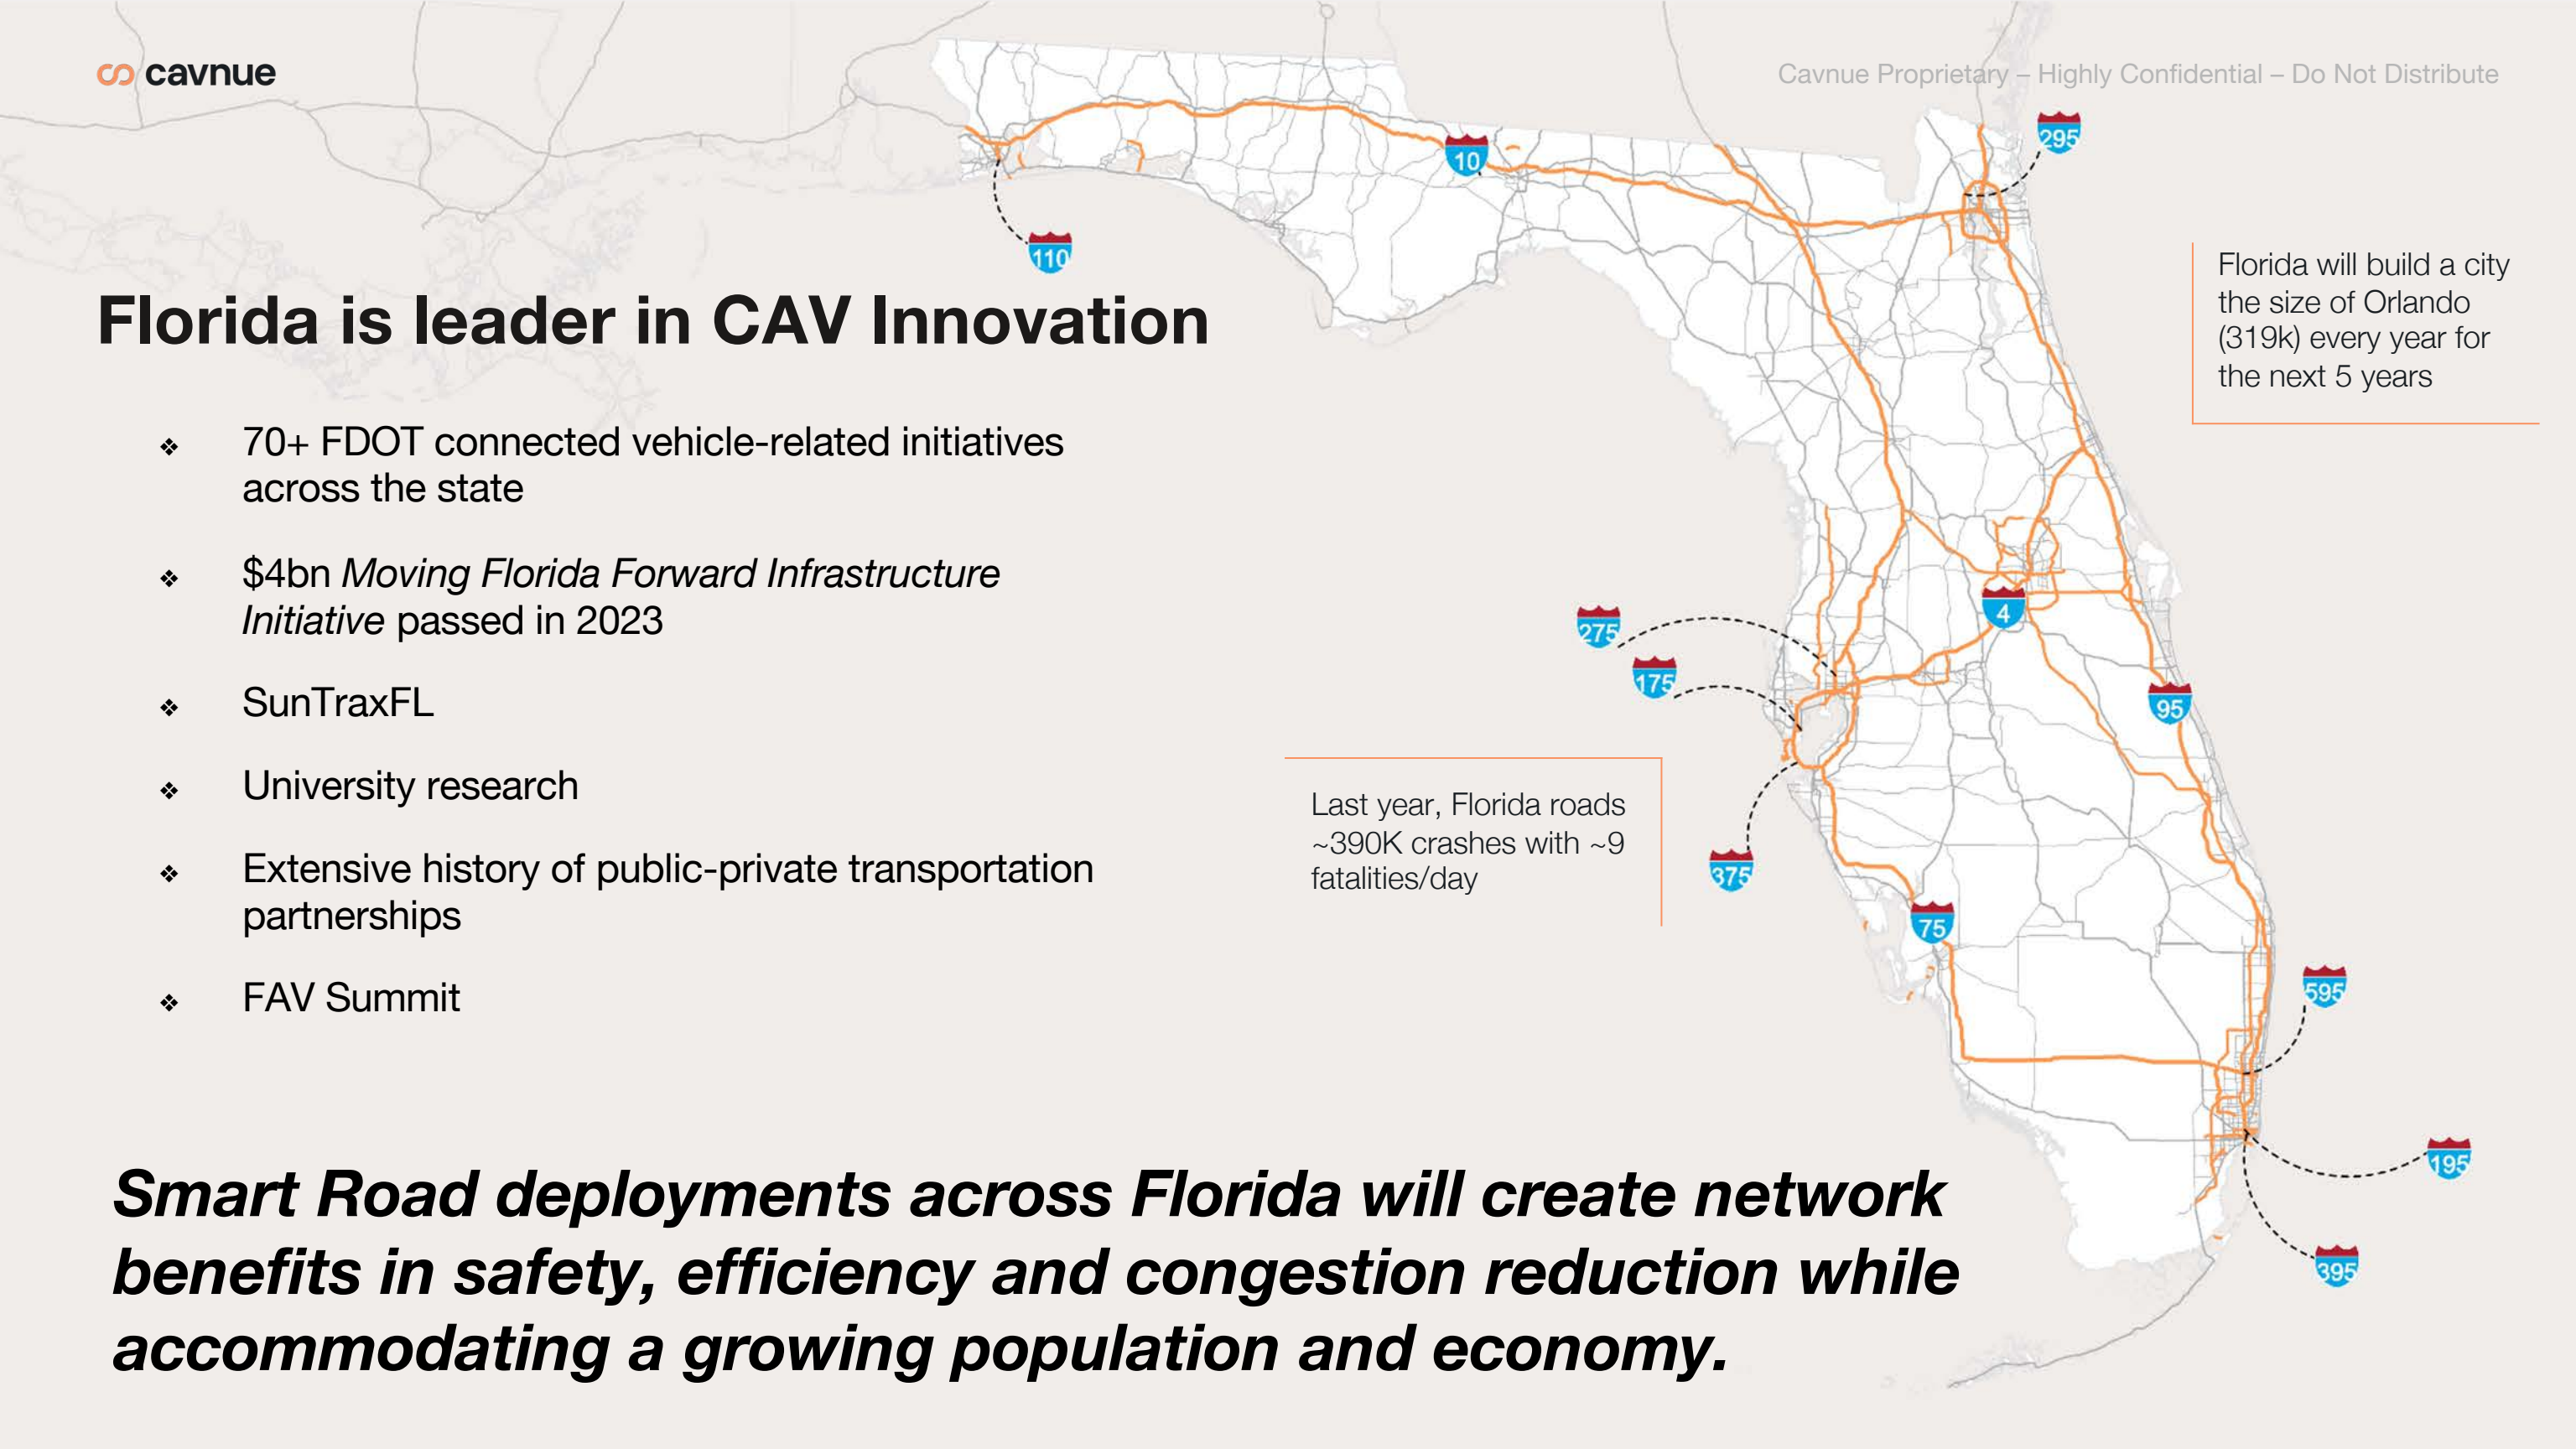 cavnue
Cavnue Proprietary – Highly Confidential – Do Not Distribute
295
10
110
Florida will build a city
the size of Orlando
(319k) every year for
the next 5 years
Florida is leader in CAV Innovation
❖ 70+ FDOT connected vehicle-related initiatives
across the state
❖ $4bn Moving Florida Forward Infrastructure
Initiative passed in 2023
❖ SunTraxFL
❖ University research
❖ Extensive history of public-private transportation
partnerships
❖ FAV Summit
4
275
175
95
Last year, Florida roads
~390K crashes with ~9
fatalities/day
375
75
595
195
395
Smart Road deployments across Florida will create network
benefits in safety, efficiency and congestion reduction while
accommodating a growing population and economy.